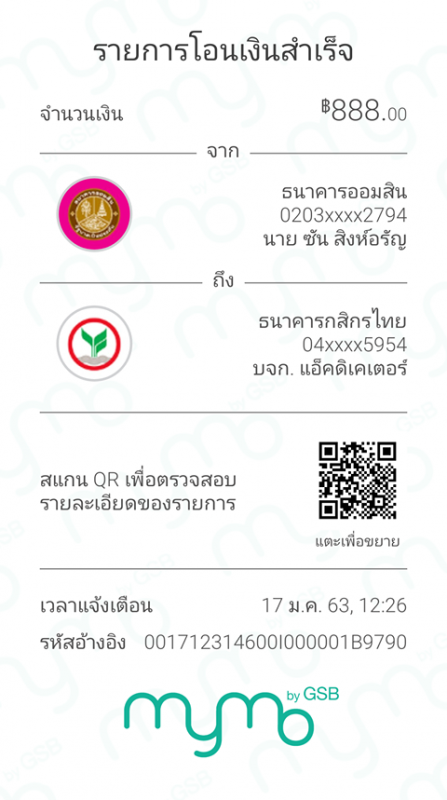 รายการโอนเงินสำเร็จ
จำนวนเงิน ฿888.00
จาก
ธนาคารออมสิน
0203xxxx2794
นาย ซัน สิงห์อรัญ
ถึง
ธนาคารกสิกรไทย
04xxxx5954
บจก. แอ็คดิเคเตอร์
สแกน QR เพื่อตรวจสอบ
รายละเอียดของรายการ
แตะเพื่อขยาย
เวลาแจ้งเตือน 17 ม.ค. 63, 12:26
รหัสอ้างอิง 001712314600I000001B9790
mymo by GSB